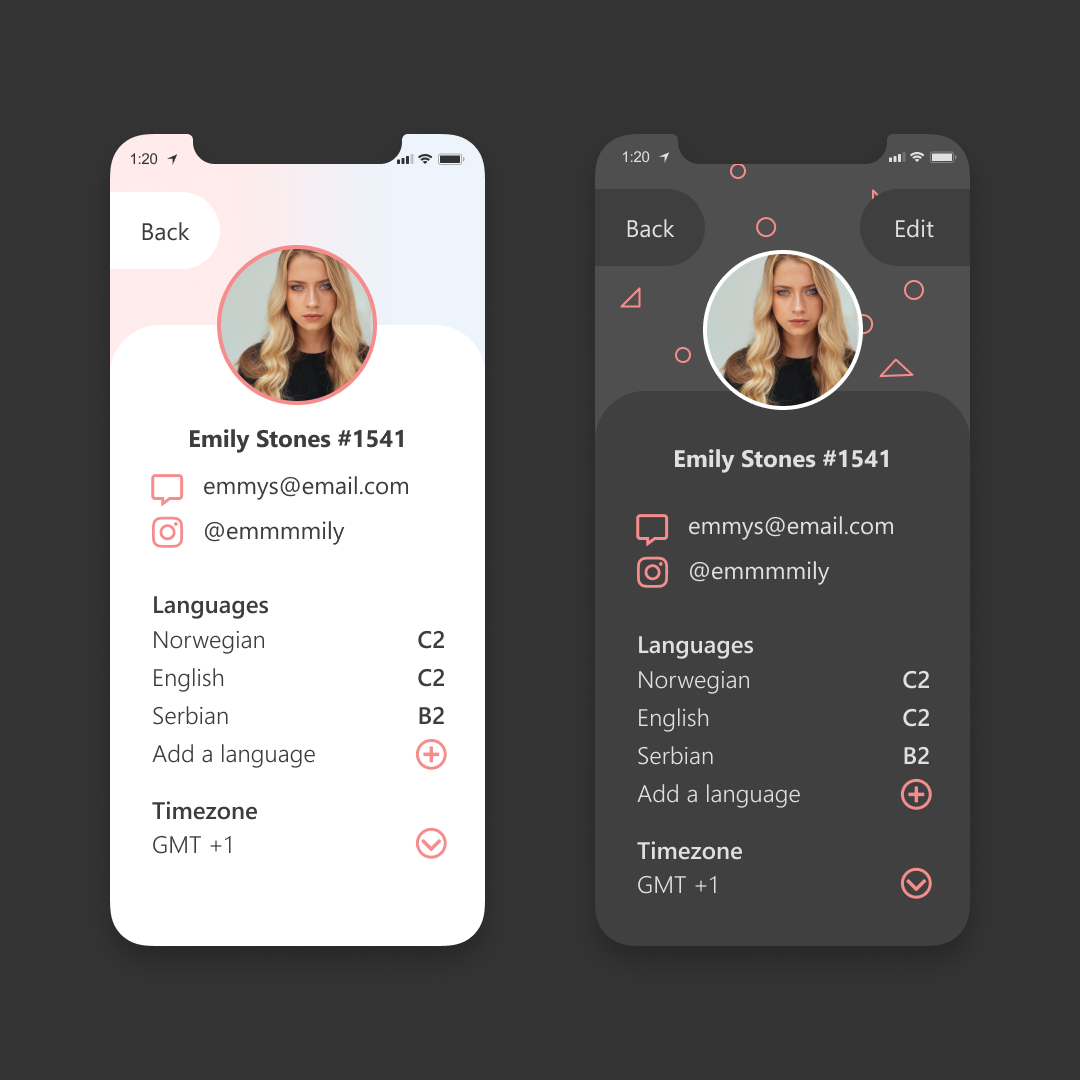 1:20
Back
Emily Stones #1541
emmys@email.com
@emmmmily
Languages
Norwegian C2
English C2
Serbian B2
Add a language
Timezone
GMT +1
1:20
Back Edit
Emily Stones #1541
emmys@email.com
@emmmmily
Languages
Norwegian C2
English C2
Serbian B2
Add a language
Timezone
GMT +1